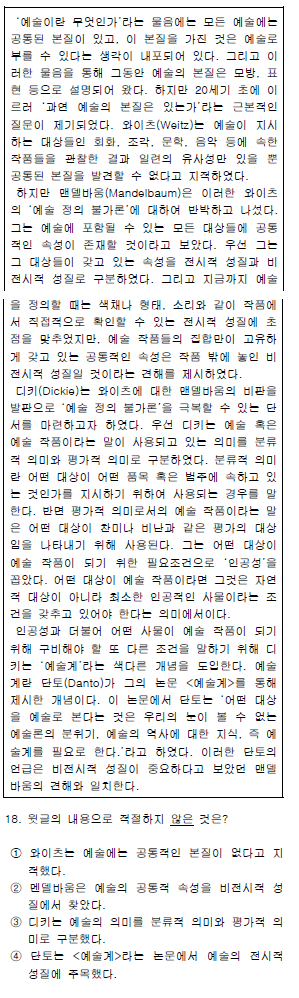 '예술이란 무엇인가'라는 물음에는 모든 예술에는
공통된 본질이 있고, 이 본질을 가진 것은 예술로
부를 수 있다는 생각이 내포되어 있다. 그리고 이
러한 물음을 통해 그동안 예술의 본질은 모방, 표
현 등으로 설명되어 왔다. 하지만 20세기 초에 이
르러 '과연 예술의 본질은 있는가'라는 근본적인
질문이 제기되었다. 와이츠(Weitz)는 예술이 지시
하는 대상들인 회화, 조각, 문학, 음악 등에 속한
작품들을 관찰한 결과 일련의 유사성만 있을 뿐
공통된 본질을 발견할 수 없다고 지적하였다.
하지만 맨델바움(Mandelbaum)은 이러한 와이츠
의 '예술 정의 불가론'에 대하여 반박하고 나섰다.
그는 예술에 포함될 수 있는 모든 대상들에 공통
적인 속성이 존재할 것이라고 보았다. 우선 그는
그 대상들이 갖고 있는 속성을 전시적 성질과 비
전시적 성질로 구분하였다. 그리고 지금까지 예술
을 정의할 때는 색채나 형태, 소리와 같이 작품에
서 직접적으로 확인할 수 있는 전시적 성질에 초
점을 맞추었지만, 예술 작품들의 집합만이 고유하
게 갖고 있는 공통적인 속성은 작품 밖에 놓인 비
전시적 성질일 것이라는 견해를 제시하였다.
디키(Dickie)는 와이츠에 대한 맨델바움의 비판을
발판으로 '예술 정의 불가론'을 극복할 수 있는 단
서를 마련하고자 하였다. 우선 디키는 예술 혹은
예술 작품이라는 말이 사용되고 있는 의미를 분류
적 의미와 평가적 의미로 구분하였다. 분류적 의미
란 어떤 대상이 어떤 품목 혹은 범주에 속하고 있
는 것인가를 지시하기 위하여 사용되는 경우를 말
한다. 반면 평가적 의미로서의 예술 작품이라는 말
은 어떤 대상이 찬미나 비난과 같은 평가의 대상
임을 나타내기 위해 사용된다. 그는 어떤 대상이
예술 작품이 되기 위한 필요조건으로 '인공성'을
꼽았다. 어떤 대상이 예술 작품이라면 그것은 자연
적 대상이 아니라 최소한 인공적인 사물이라는 조
건을 갖추고 있어야 한다는 의미에서이다.
인공성과 더불어 어떤 사물이 예술 작품이 되기
위해 구비해야 할 또 다른 조건을 말하기 위해 디
키는 '예술계'라는 색다른 개념을 도입한다. 예술
계란 단토(Danto)가 그의 논문 <예술계>를 통해
제시한 개념이다. 이 논문에서 단토는 '어떤 대상
을 예술로 본다는 것은 우리의 눈이 볼 수 없는
예술론의 분위기, 예술의 역사에 대한 지식, 즉 예
술계를 필요로 한다.'라고 하였다. 이러한 단토의
언급은 비전시적 성질이 중요하다고 보았던 맨델
바움의 견해와 일치한다.
18. 윗글의 내용으로 적절하지 않은 것은?
① 와이츠는 예술에는 공통적인 본질이 없다고 지
적했다.
② 멘델바움은 예술의 공통적 속성을 비전시적 성
질에서 찾았다.
③ 디키는 예술의 의미를 분류적 의미와 평가적 의
미로 구분했다.
④ 단토는 <예술계>라는 논문에서 예술의 전시적
성질에 주목했다.